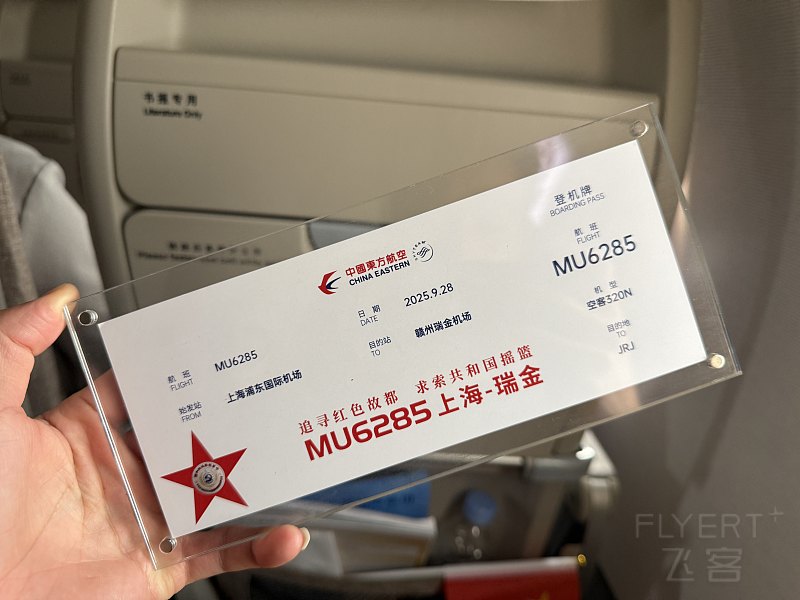 书报专用
Literature Only
中國東方航空
CHINA EASTERN
登机牌
BOARDING PASS
航 班
FLIGHT
MU6285
日 期
DATE
2025.9.28
航 班
FLIGHT
MU6285
机 型
空客320N
目的站
TO
赣州瑞金机场
目的地
TO
JRJ
始发站
FROM
上海浦东国际机场
追寻红色故都 求索共和国摇篮
MU6285 上海-瑞金
FLYERT+
飞客